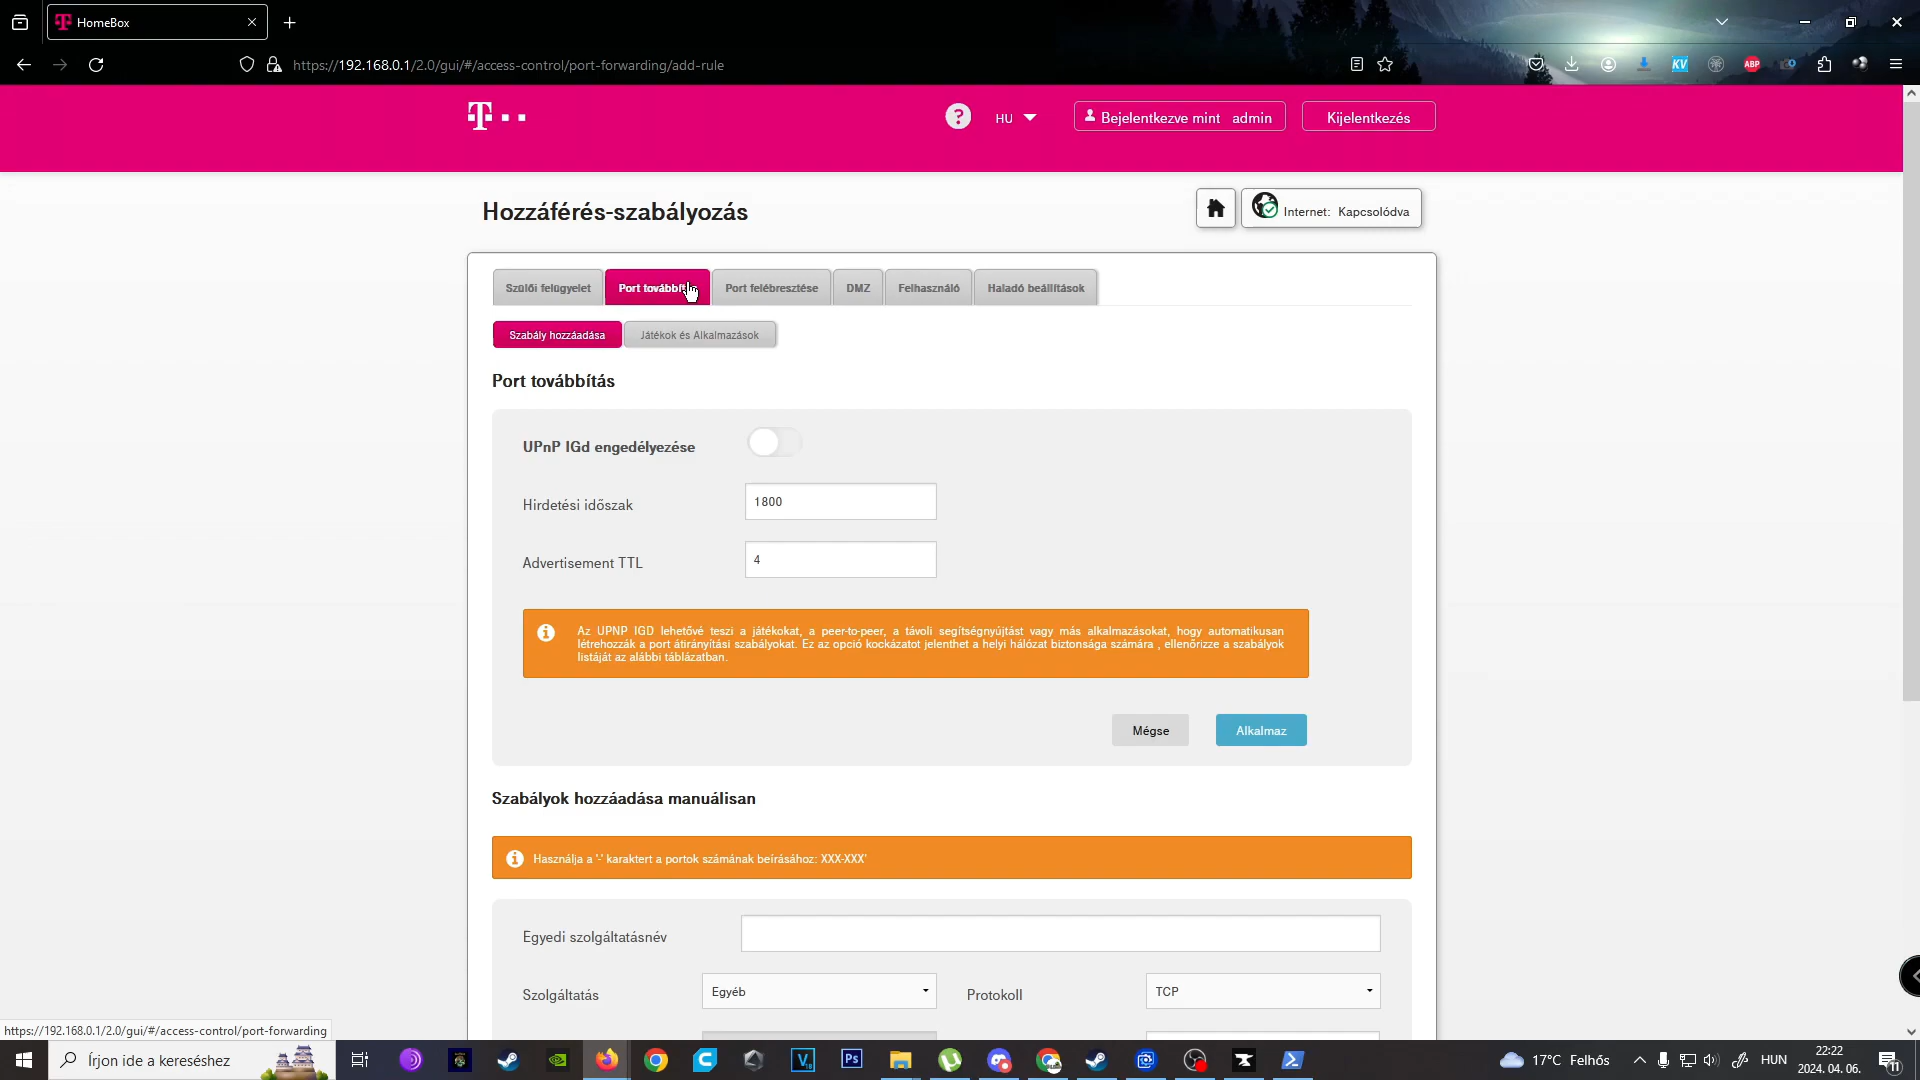 HomeBox
https://192.168.0.1/2.0/gui/#/access-control/port-forwarding/add-rule
KV
ABP
T
?
HU
Bejelentkezve mint admin
Kijelentkezés
Hozzáférés-szabályozás
Internet: Kapcsolódva
Szülői felügyelet
Port továbbít
Port felébresztése
DMZ
Felhasználó
Haladó beállítások
Szabály hozzáadása
Játékok és Alkalmazások
Port továbbítás
UPnP IGd engedélyezése
Hirdetési időszak
1800
Advertisement TTL
4
Az UPNP IGD lehetővé teszi a játékokat, a peer-to-peer, a távoli segítségnyújtást vagy más alkalmazásokat, hogy automatikusan
létrehozzák a port átirányítási szabályokat. Ez az opció kockázatot jelenthet a helyi hálózat biztonsága számára , ellenőrizze a szabályok
listáját az alábbi táblázatban.
Mégse
Alkalmaz
Szabályok hozzáadása manuálisan
Használja a '-' karaktert a portok számának beírásához: XXX-XXX'
Egyedi szolgáltatásnév
Szolgáltatás
Egyéb
Protokoll
TCP
https://192.168.0.1/2.0/gui/#/access-control/port-forwarding
Írjon ide a kereséshez
Ps
17°C Felhős
HUN
22:22
2024. 04. 06.
11